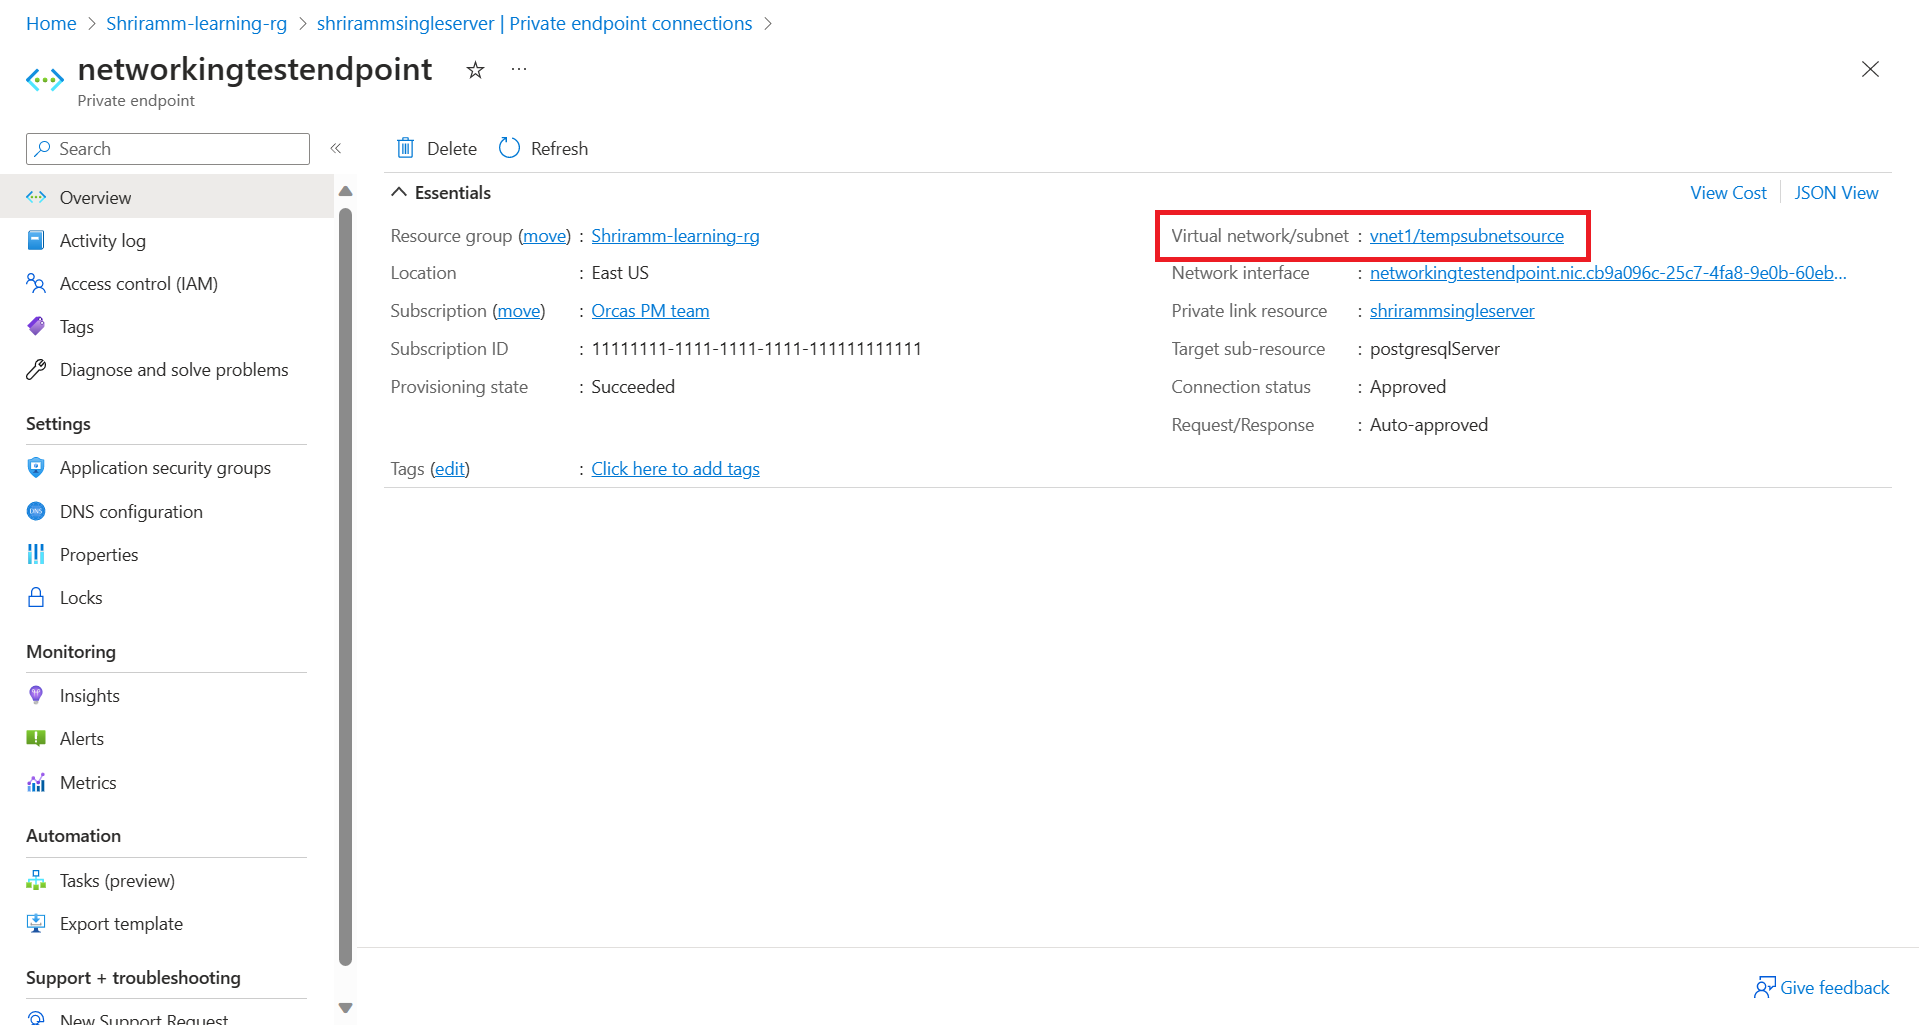 Home > Shriramm-learning-rg > shrirammsingleserver | Private endpoint connections >
networkingtestendpoint ☆ ...
Private endpoint
Search «
Overview
Activity log
Access control (IAM)
Tags
Diagnose and solve problems
Settings
Application security groups
DNS configuration
Properties
Locks
Monitoring
Insights
Alerts
Metrics
Automation
Tasks (preview)
Export template
Support + troubleshooting
New Support Request
Delete Refresh
Essentials
View Cost JSON View
Resource group (move) : Shriramm-learning-rg
Location : East US
Subscription (move) : Orcas PM team
Subscription ID : 11111111-1111-1111-1111-111111111111
Provisioning state : Succeeded
Tags (edit) : Click here to add tags
Virtual network/subnet : vnet1/tempsubnetsource
Network interface : networkingtestendpoint.nic.cb9a096c-25c7-4fa8-9e0b-60eb...
Private link resource : shrirammsingleserver
Target sub-resource : postgresqlServer
Connection status : Approved
Request/Response : Auto-approved
Give feedback